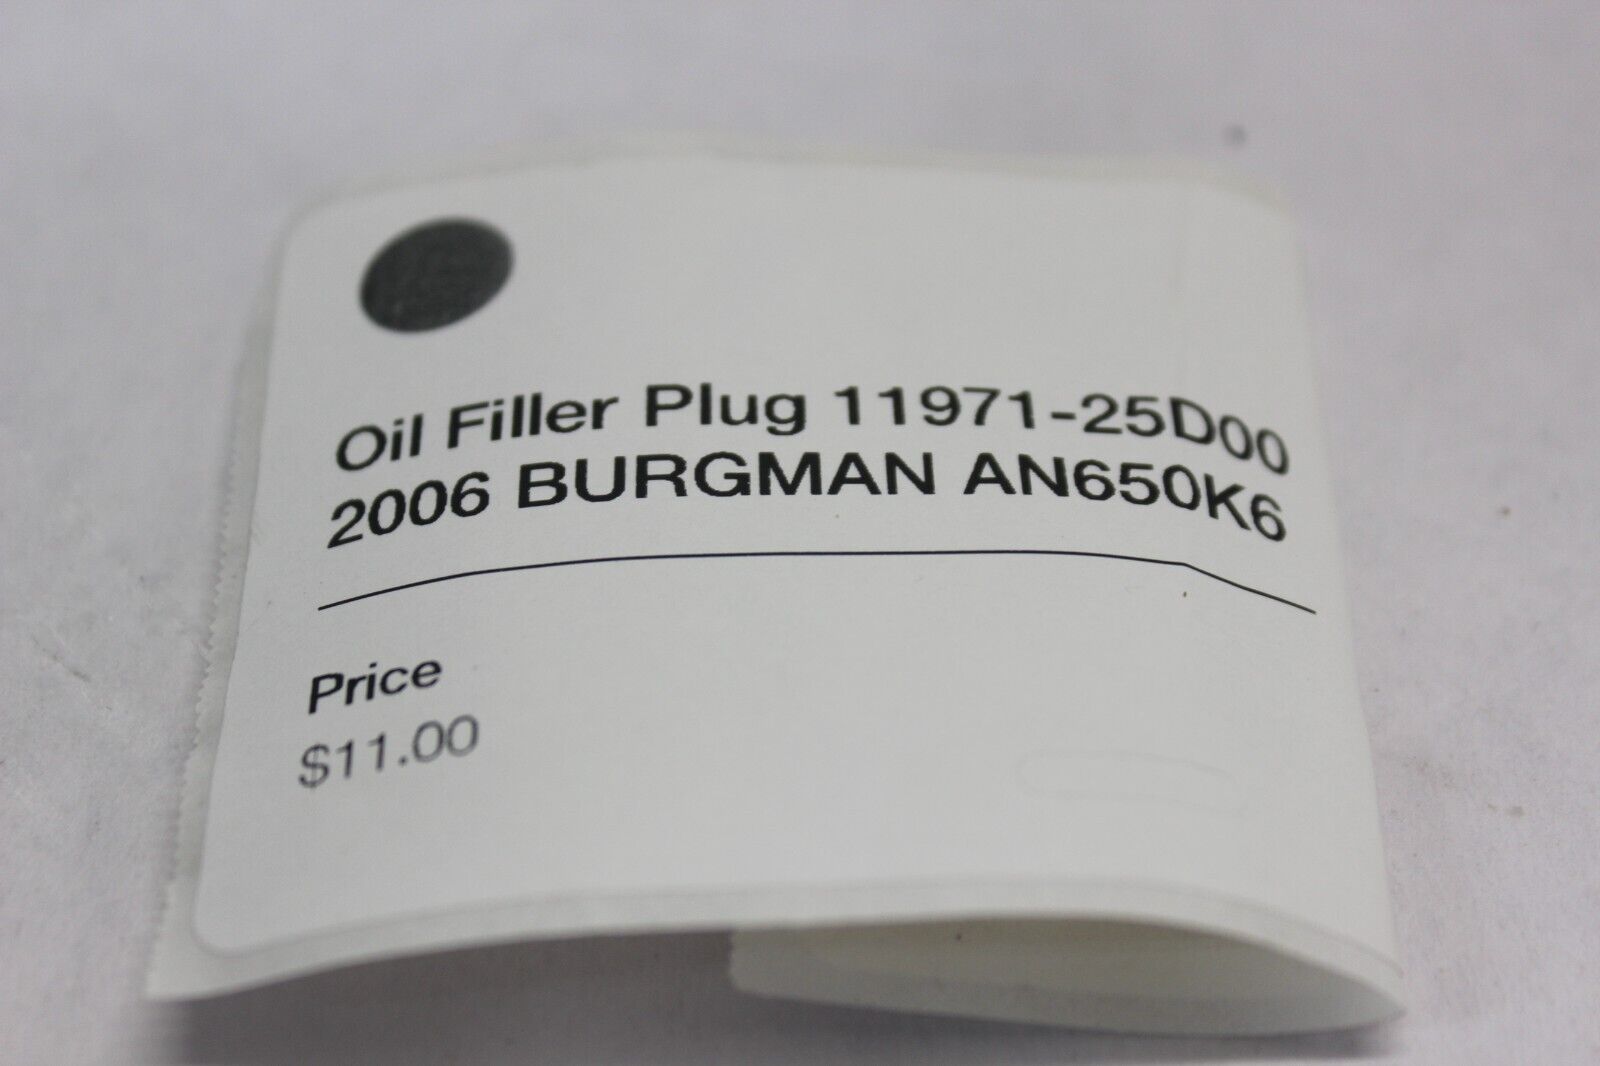 Oil Filler Plug 11971-25D00
2006 BURGMAN AN650K6
Price
$11.00